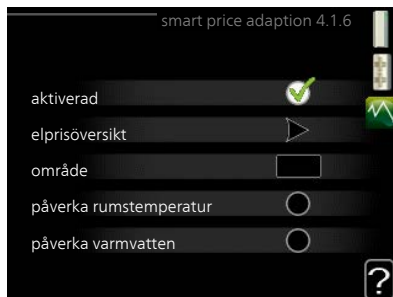 smart price adaption 4.1.6
aktiverad
elprisöversikt
område
påverka rumstemperatur
påverka varmvatten
?